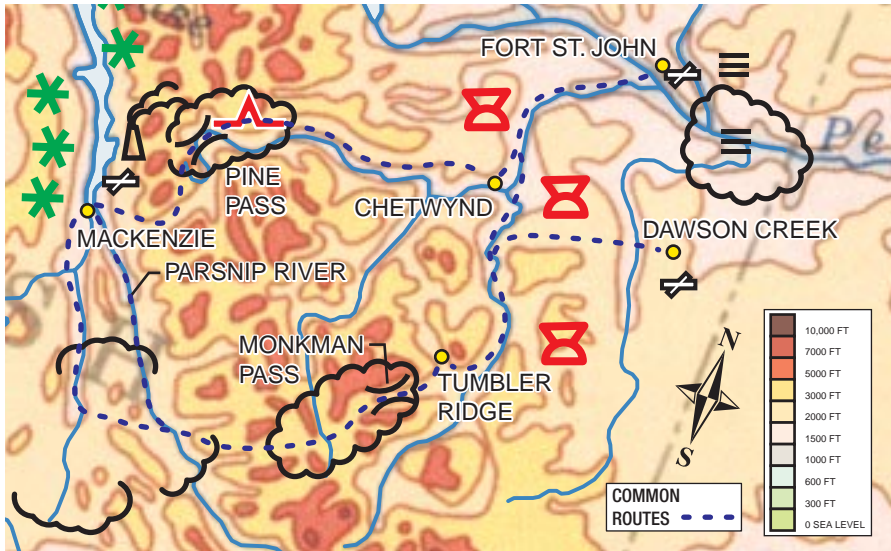 FORT ST. JOHN
PINE
PASS
CHETWYND
Pe
MACKENZIE
DAWSON CREEK
PARSNIP RIVER
MONKMAN
PASS
TUMBLER
RIDGE
N
S
10,000 FT
7000 FT
5000 FT
3000 FT
2000 FT
1500 FT
1000 FT
600 FT
300 FT
0 SEA LEVEL
COMMON
ROUTES